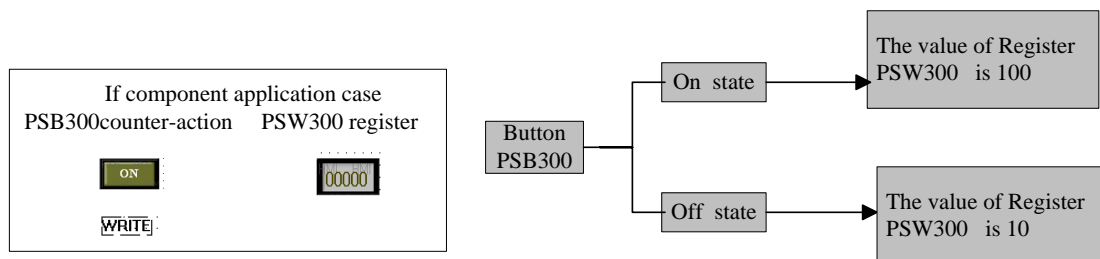 If component application case
PSB300counter-action PSW300 register
ON
00000
WRITE
Button
PSB300
On state
Off state
The value of Register
PSW300 is 100
The value of Register
PSW300 is 10